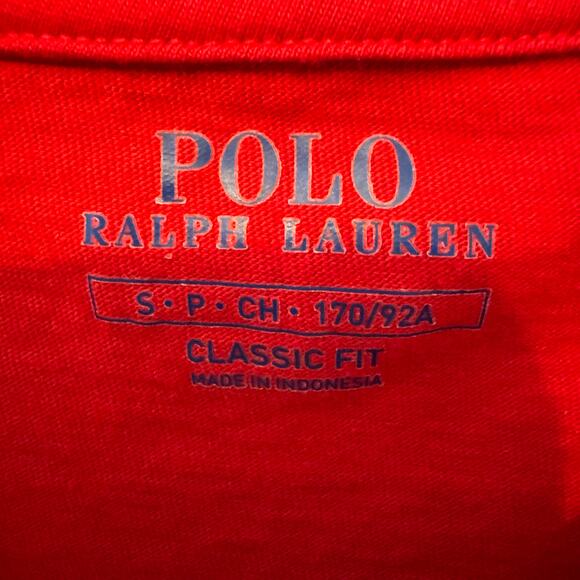 POLO
RALPH LAUREN
S • P • CH • 170/92A
CLASSIC FIT
MADE IN INDONESIA